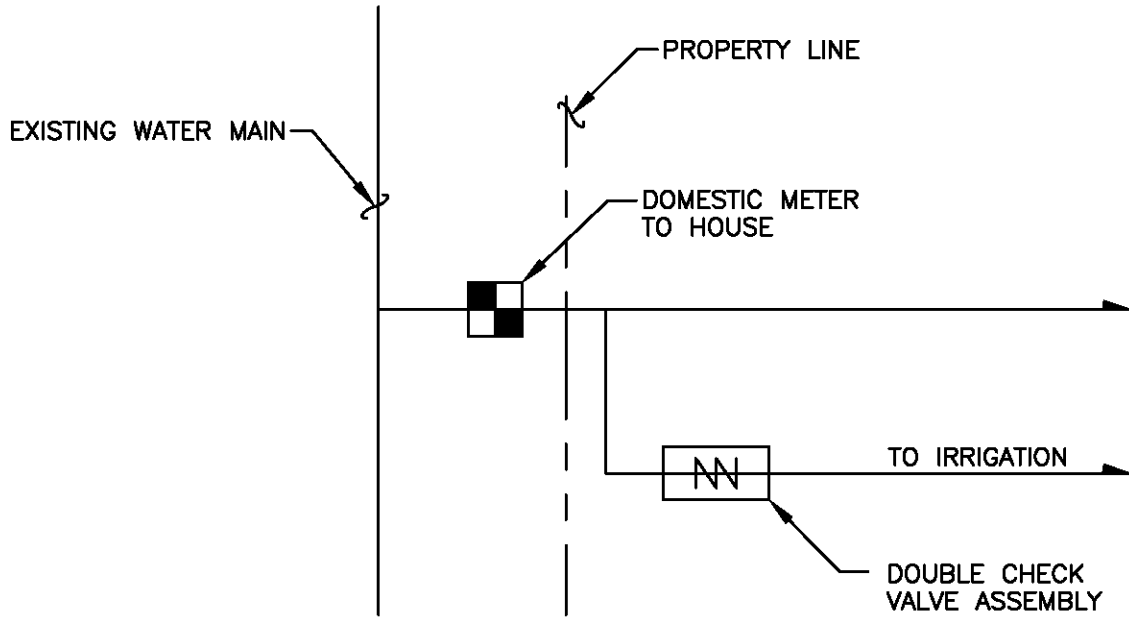 PROPERTY LINE
EXISTING WATER MAIN
DOMESTIC METER
TO HOUSE
TO IRRIGATION
DOUBLE CHECK
VALVE ASSEMBLY